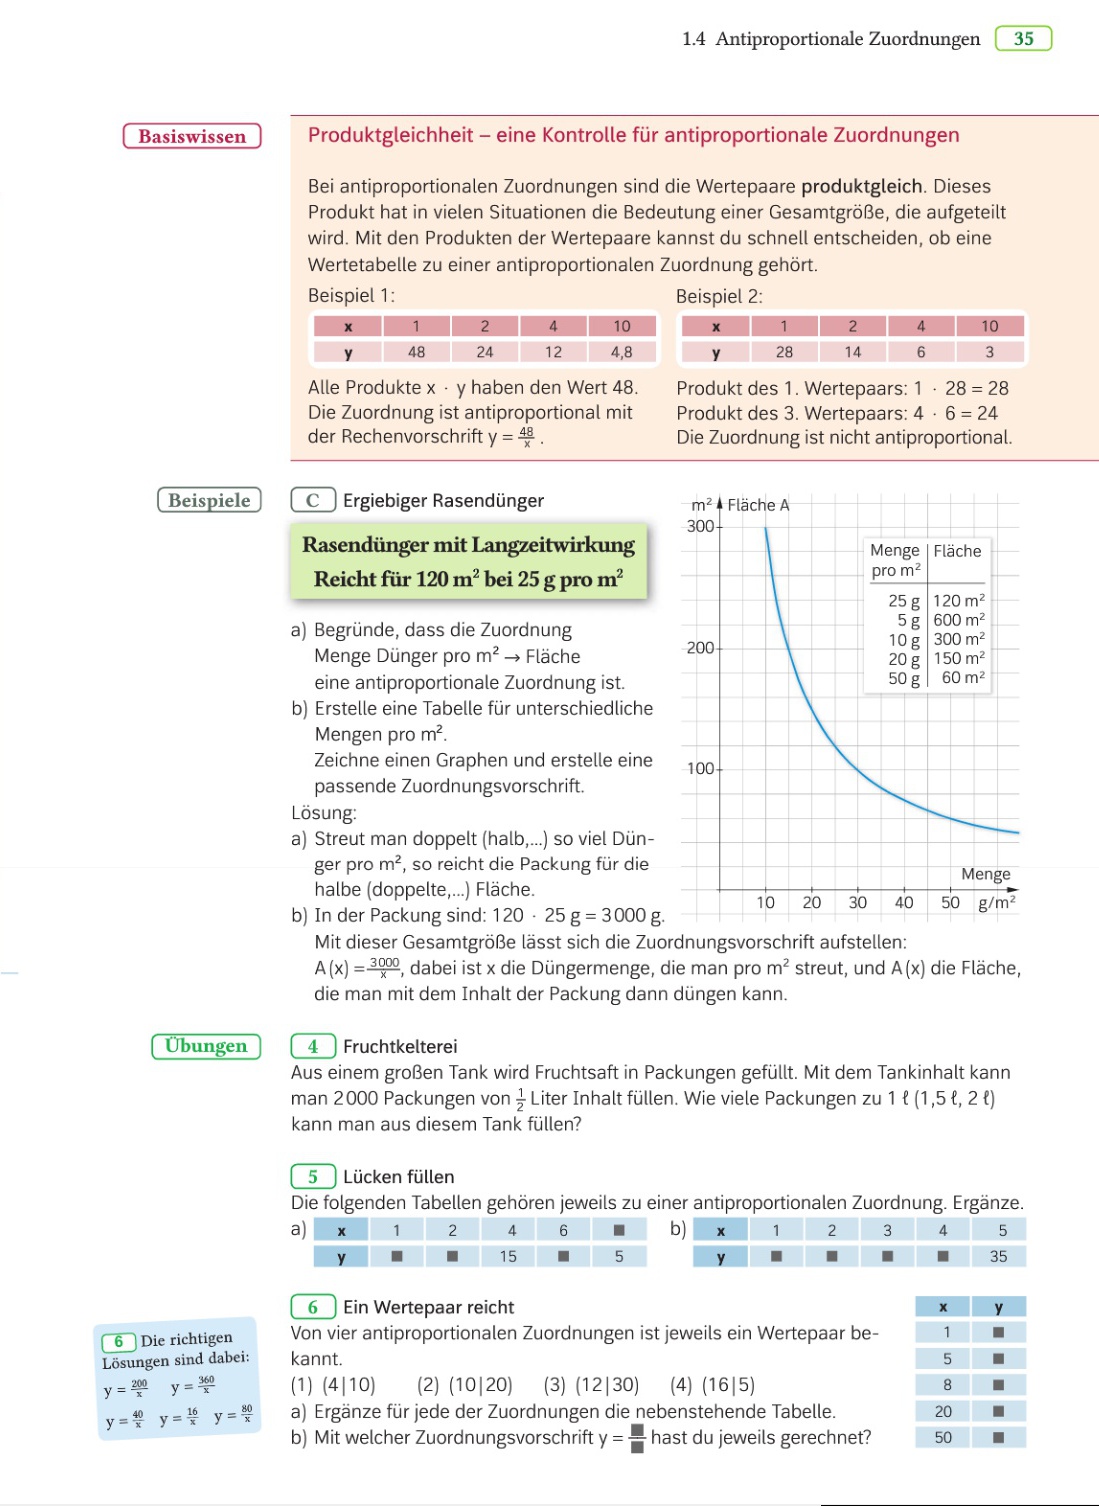 1.4 Antiproportionale Zuordnungen 35
Basiswissen
Produktgleichheit – eine Kontrolle für antiproportionale Zuordnungen
Bei antiproportionalen Zuordnungen sind die Wertepaare produktgleich. Dieses
Produkt hat in vielen Situationen die Bedeutung einer Gesamtgröße, die aufgeteilt
wird. Mit den Produkten der Wertepaare kannst du schnell entscheiden, ob eine
Wertetabelle zu einer antiproportionalen Zuordnung gehört.
Beispiel 1:
x 1 2 4 10
y 48 24 12 4,8
Alle Produkte x · y haben den Wert 48.
Die Zuordnung ist antiproportional mit
der Rechenvorschrift y = 48/x .
Beispiel 2:
x 1 2 4 10
y 28 14 6 3
Produkt des 1. Wertepaars: 1 · 28 = 28
Produkt des 3. Wertepaars: 4 · 6 = 24
Die Zuordnung ist nicht antiproportional.
Beispiele
C Ergiebiger Rasendünger
Rasendünger mit Langzeitwirkung
Reicht für 120 m² bei 25 g pro m²
a) Begründe, dass die Zuordnung
Menge Dünger pro m² → Fläche
eine antiproportionale Zuordnung ist.
b) Erstelle eine Tabelle für unterschiedliche
Mengen pro m².
Zeichne einen Graphen und erstelle eine
passende Zuordnungsvorschrift.
Lösung:
a) Streut man doppelt (halb,...) so viel Dün-
ger pro m², so reicht die Packung für die
halbe (doppelte,...) Fläche.
b) In der Packung sind: 120 · 25 g = 3 000 g.
Mit dieser Gesamtgröße lässt sich die Zuordnungsvorschrift aufstellen:
A (x) = 3 000/x, dabei ist x die Düngermenge, die man pro m² streut, und A (x) die Fläche,
die man mit dem Inhalt der Packung dann düngen kann.
m² Fläche A
300
200
100
Menge Fläche
pro m²
25 g 120 m²
5 g 600 m²
10 g 300 m²
20 g 150 m²
50 g 60 m²
Menge
10 20 30 40 50 g/m²
Übungen
4 Fruchtkelterei
Aus einem großen Tank wird Fruchtsaft in Packungen gefüllt. Mit dem Tankinhalt kann
man 2 000 Packungen von 1/2 Liter Inhalt füllen. Wie viele Packungen zu 1 ℓ (1,5 ℓ, 2 ℓ)
kann man aus diesem Tank füllen?
5 Lücken füllen
Die folgenden Tabellen gehören jeweils zu einer antiproportionalen Zuordnung. Ergänze.
a) x 1 2 4 6 ■
y ■ ■ 15 ■ 5
b) x 1 2 3 4 5
y ■ ■ ■ ■ 35
6 Ein Wertepaar reicht
Von vier antiproportionalen Zuordnungen ist jeweils ein Wertepaar be-
kannt.
(1) (4|10) (2) (10|20) (3) (12|30) (4) (16|5)
a) Ergänze für jede der Zuordnungen die nebenstehende Tabelle.
b) Mit welcher Zuordnungsvorschrift y = ■/■ hast du jeweils gerechnet?
x y
1 ■
5 ■
8 ■
20 ■
50 ■
6 Die richtigen
Lösungen sind dabei:
y = 200/x y = 360/x
y = 40/x y = 16/x y = 80/x